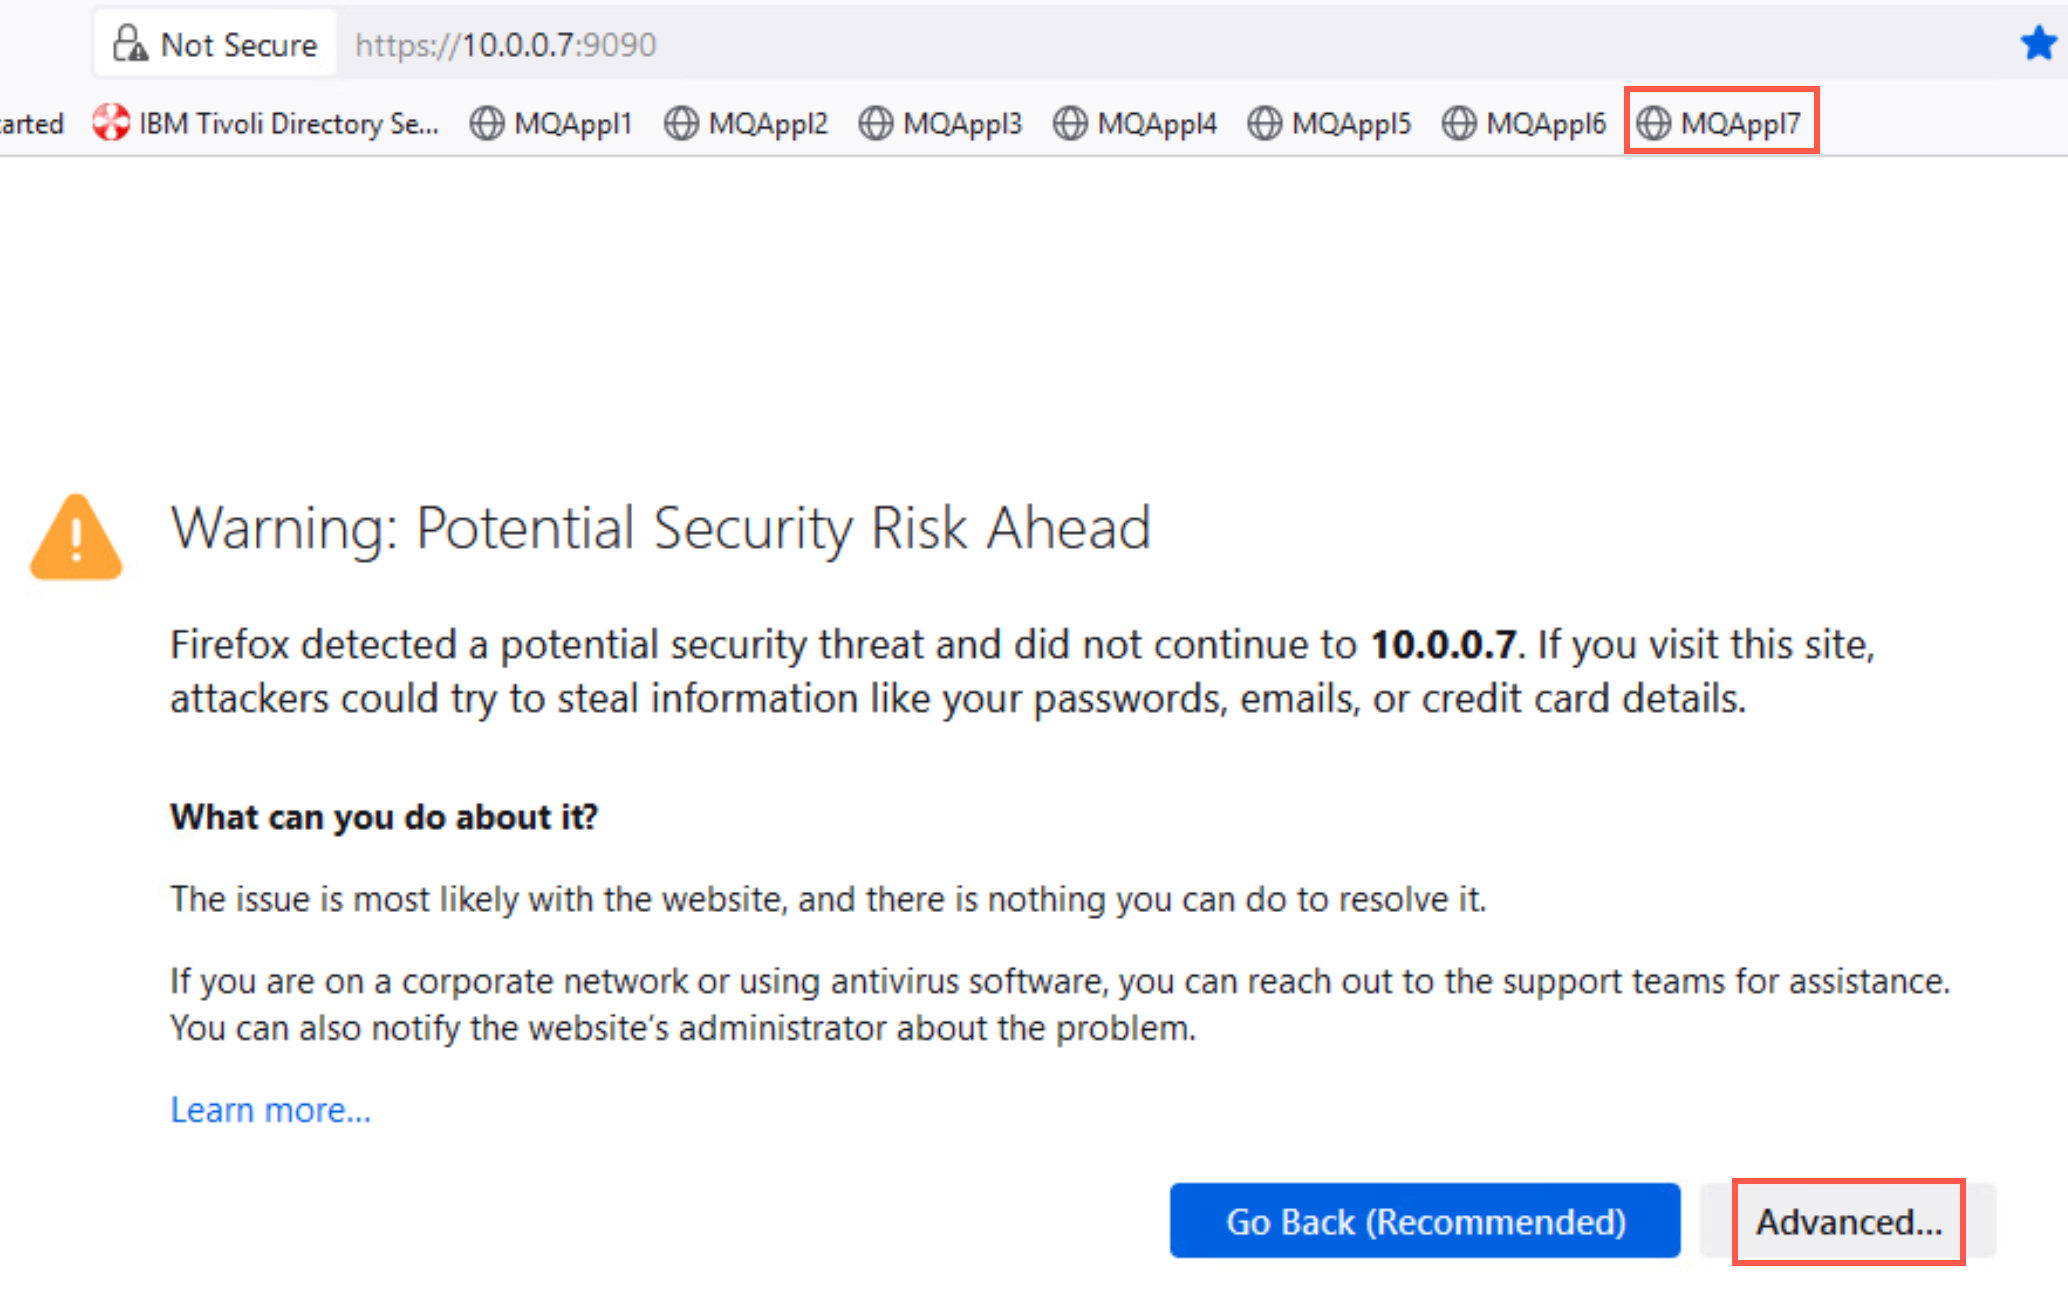 Not Secure https://10.0.0.7:9090
arted IBM Tivoli Directory Se... MQAppl1 MQAppl2 MQAppl3 MQAppl4 MQAppl5 MQAppl6 MQAppl7
Warning: Potential Security Risk Ahead
Firefox detected a potential security threat and did not continue to 10.0.0.7. If you visit this site,
attackers could try to steal information like your passwords, emails, or credit card details.
What can you do about it?
The issue is most likely with the website, and there is nothing you can do to resolve it.
If you are on a corporate network or using antivirus software, you can reach out to the support teams for assistance.
You can also notify the website’s administrator about the problem.
Learn more...
Go Back (Recommended) Advanced...